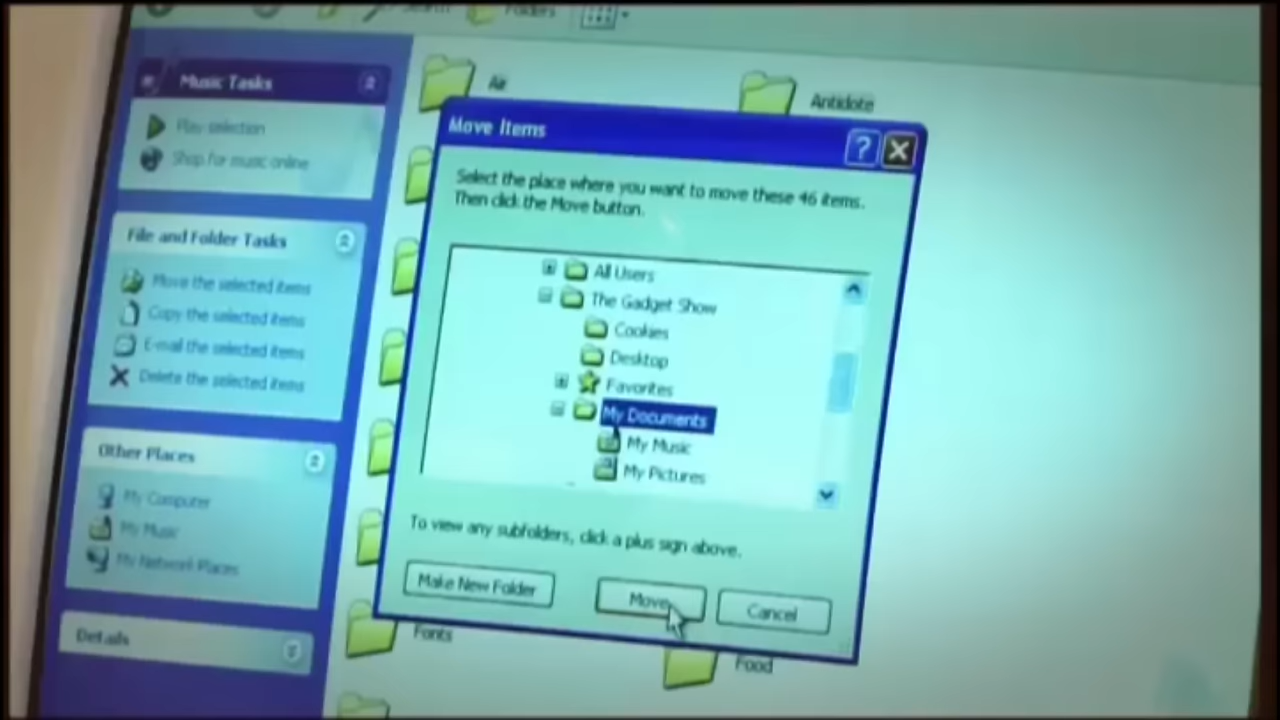 Search
Folders
Music Tasks
Play selection
Shop for music online
File and Folder Tasks
Move the selected items
Copy the selected items
E-mail the selected items
Delete the selected items
Other Places
My Computer
My Music
My Network Places
Details
Air
Antidote
Move Items
Select the place where you want to move these 46 items.
Then click the Move button.
All Users
The Gadget Show
Cookies
Desktop
Favorites
My Documents
My Music
My Pictures
To view any subfolders, click a plus sign above.
Make New Folder
Move
Cancel
Fonts
Food